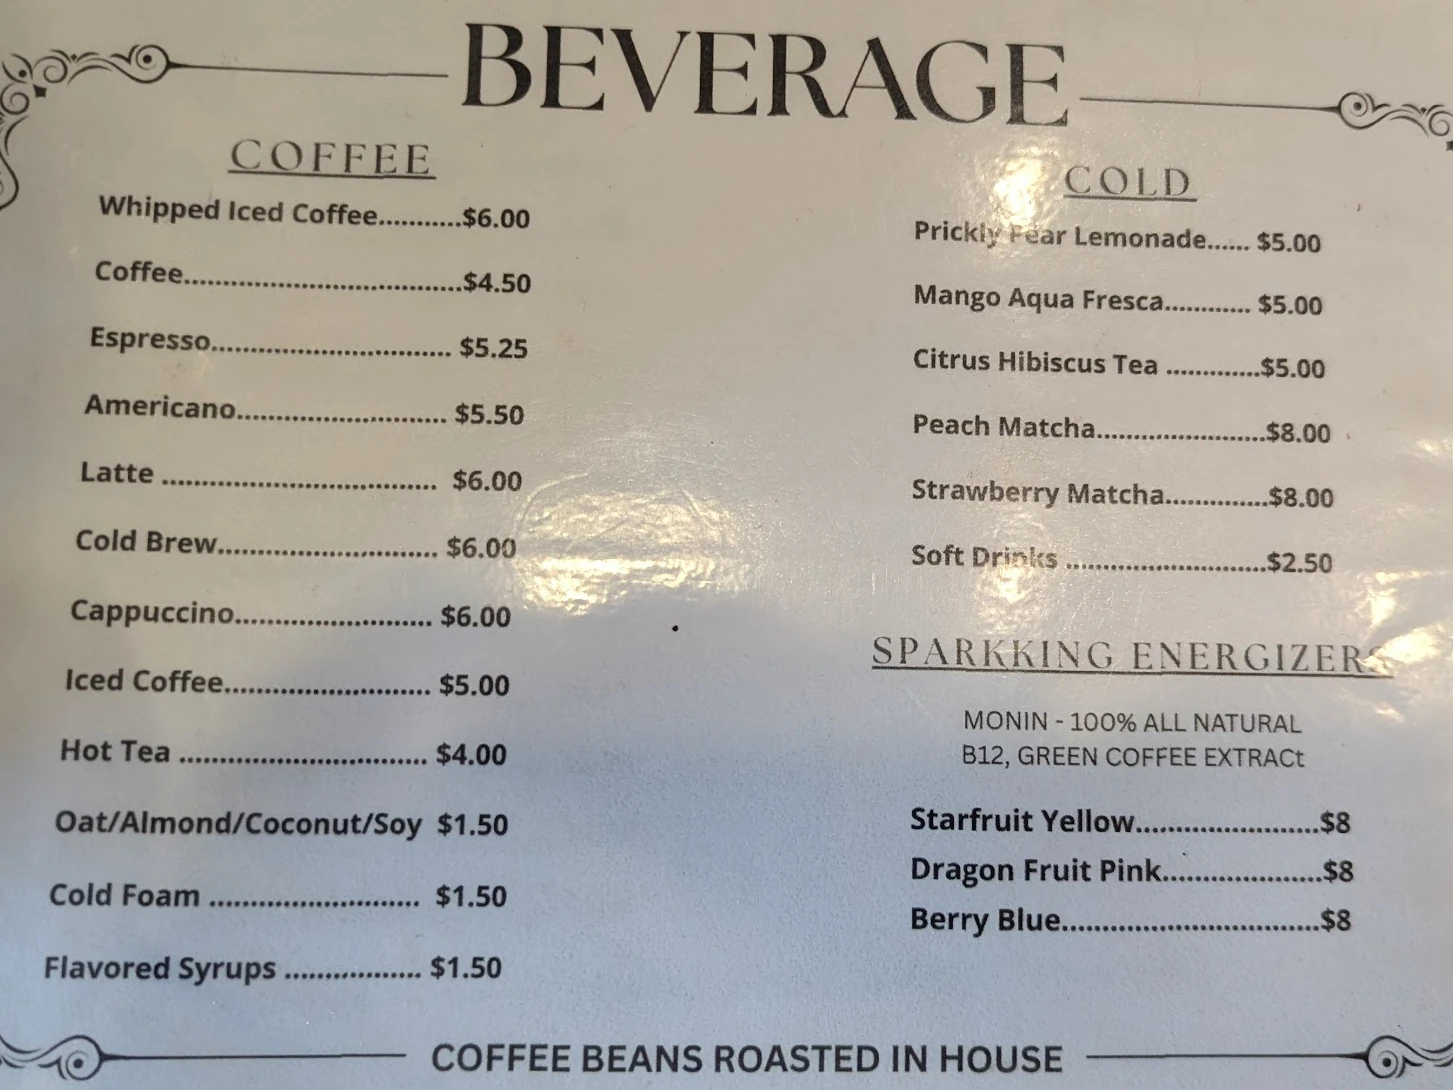 BEVERAGE
COFFEE
Whipped Iced Coffee...........$6.00
Coffee...................................$4.50
Espresso.............................. $5.25
Americano.......................... $5.50
Latte .................................. $6.00
Cold Brew............................ $6.00
Cappuccino......................... $6.00
Iced Coffee.......................... $5.00
Hot Tea ............................... $4.00
Oat/Almond/Coconut/Soy $1.50
Cold Foam .......................... $1.50
Flavored Syrups ................. $1.50
COLD
Prickly Pear Lemonade...... $5.00
Mango Aqua Fresca............ $5.00
Citrus Hibiscus Tea .............$5.00
Peach Matcha........................$8.00
Strawberry Matcha..............$8.00
Soft Drinks ............................$2.50
SPARKKING ENERGIZERS
MONIN - 100% ALL NATURAL
B12, GREEN COFFEE EXTRACt
Starfruit Yellow.......................$8
Dragon Fruit Pink....................$8
Berry Blue................................$8
COFFEE BEANS ROASTED IN HOUSE